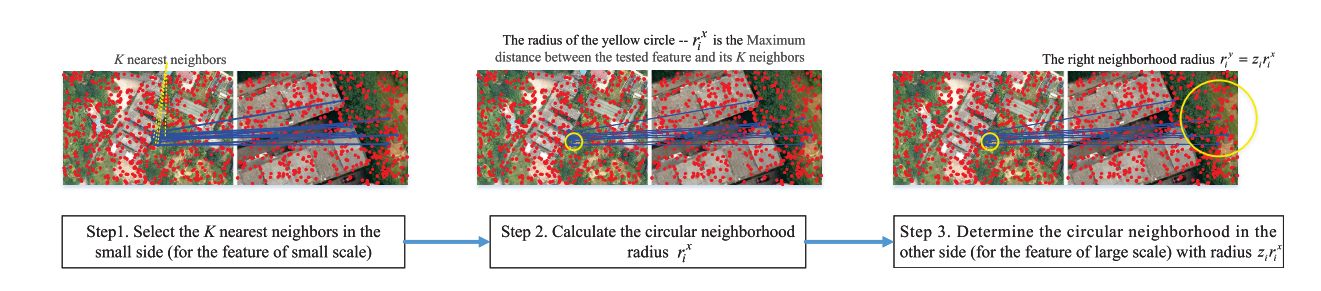 K nearest neighbors
The radius of the yellow circle -- r_i^x is the Maximum
distance between the tested feature and its K neighbors
The right neighborhood radius r_i^y = z_i r_i^x
Step1. Select the K nearest neighbors in the
small side (for the feature of small scale)
Step 2. Calculate the circular neighborhood
radius r_i^x
Step 3. Determine the circular neighborhood in the
other side (for the feature of large scale) with radius z_i r_i^x